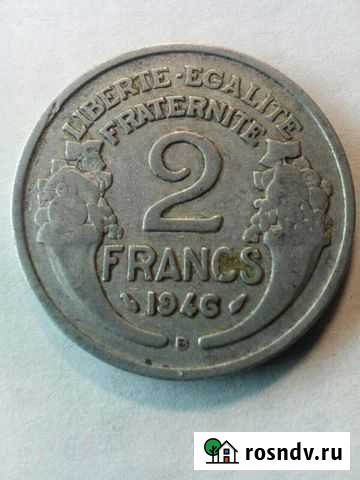 LIBERTE-EGALITE
FRATERNITE
2
FRANCS
1946
B
rosndv.ru